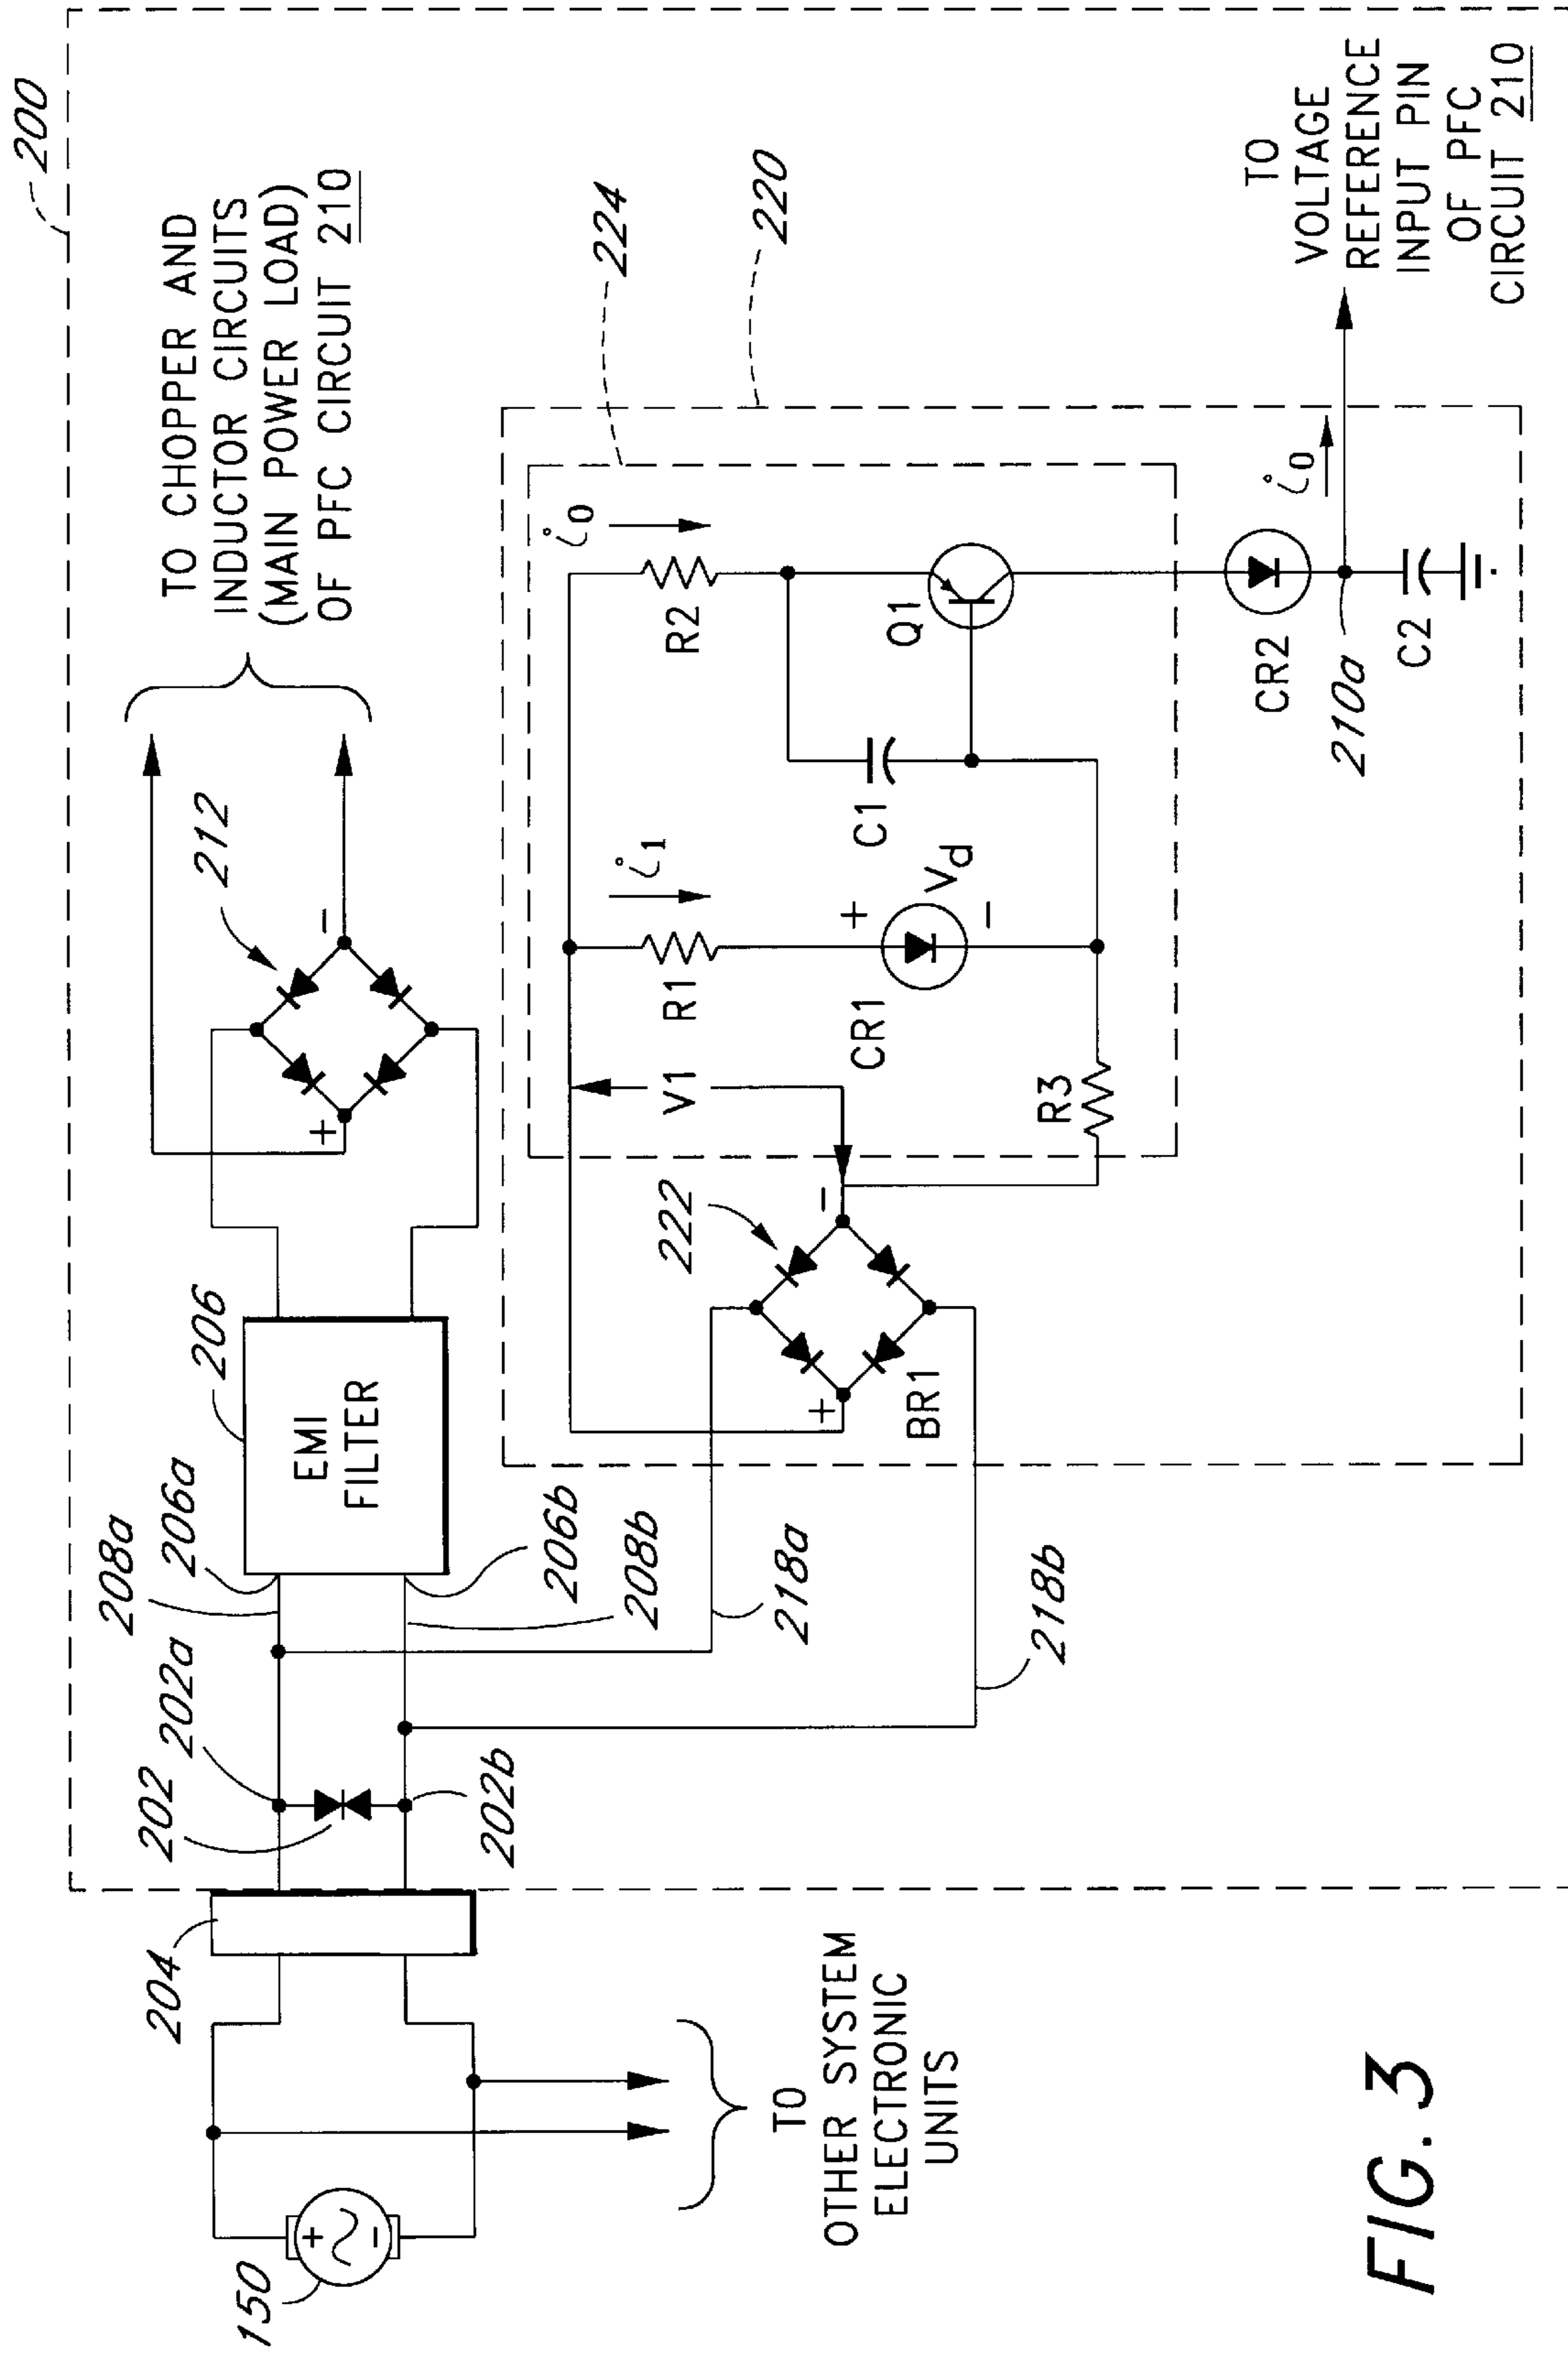 200
TO CHOPPER AND
INDUCTOR CIRCUITS
(MAIN POWER LOAD)
OF PFC CIRCUIT 210
212
+
−
206
EMI
FILTER
206a
208a
206b
208b
202a
202
202b
204
150
+
−
TO
OTHER SYSTEM
ELECTRONIC
UNITS
218a
218b
220
224
222
+
−
BR1
V1
R1
i1
CR1
+
Vd
−
R3
C1
R2
i0
Q1
CR2
i0
210a
C2
TO
VOLTAGE
REFERENCE
INPUT PIN
OF PFC
CIRCUIT 210
FIG. 3